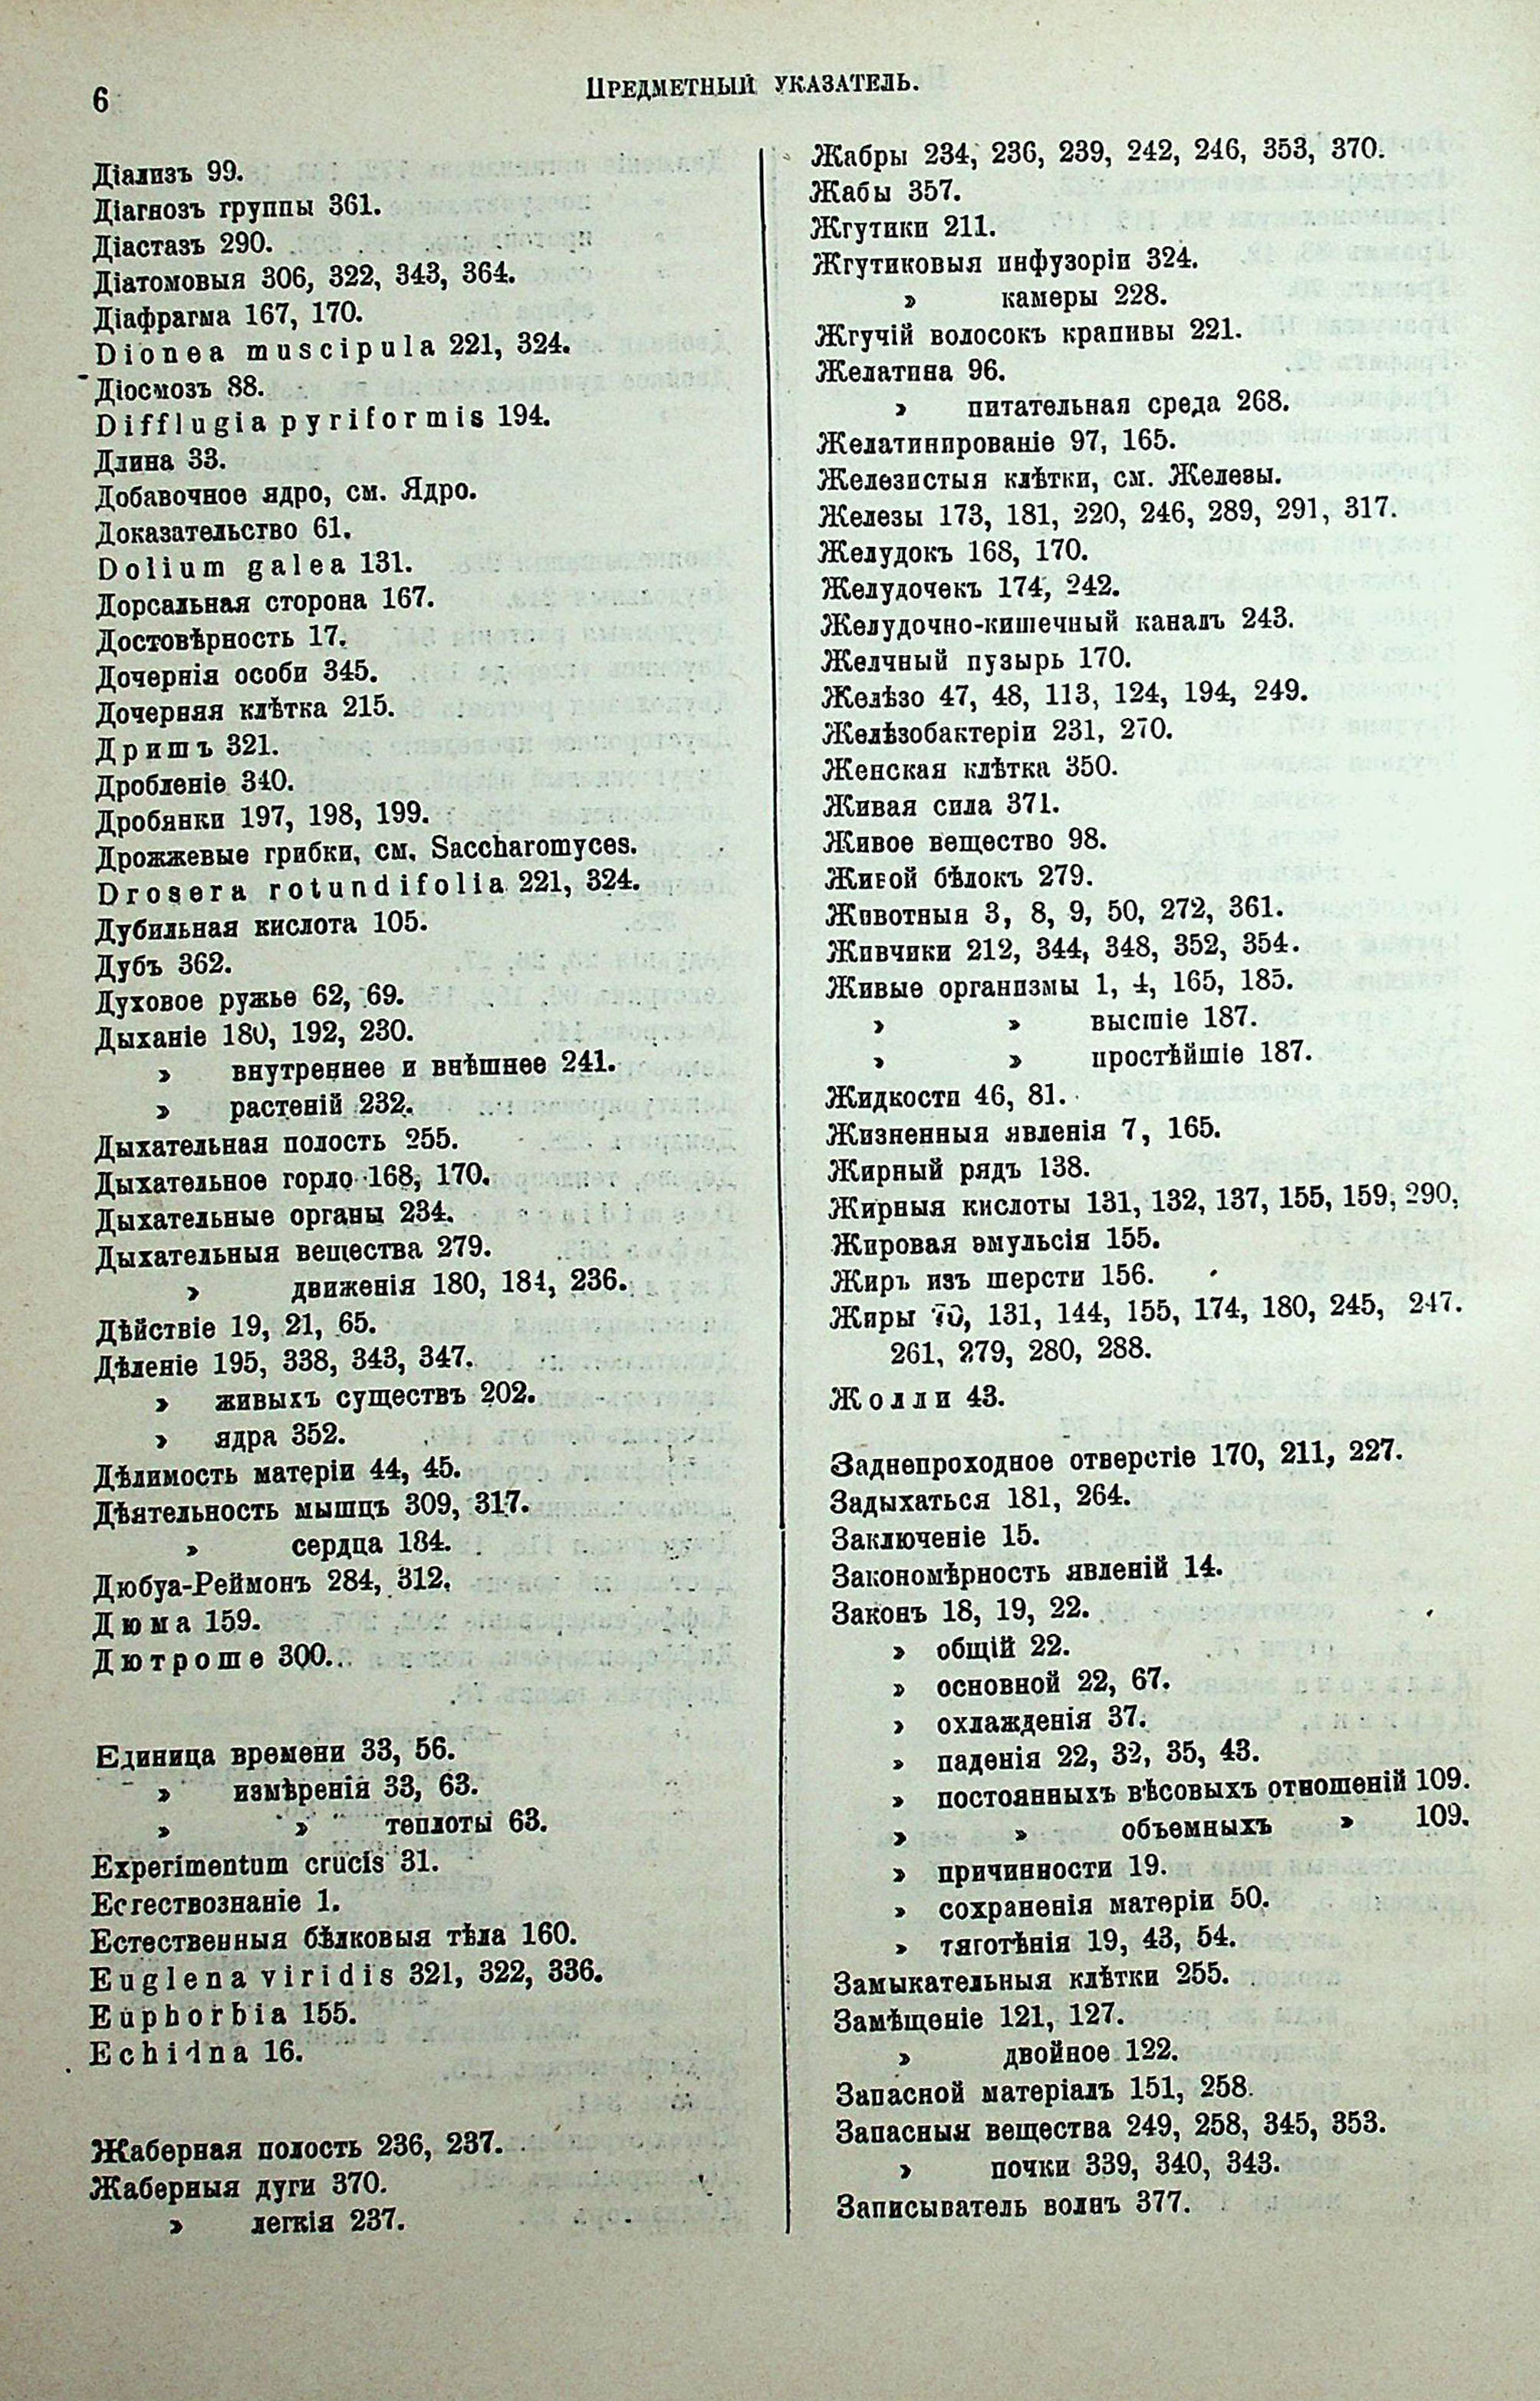 6
Предметный указатель.
Діализъ 99.
Діагнозъ группы 361.
Діастазъ 290.
Діатомовыя 306, 322, 343, 364.
Діафрагма 167, 170.
Dionea muscipula 221, 324.
Діосмозъ 88.
Difflugia pyriformis 194.
Длина 33.
Добавочное ядро, см. Ядро.
Доказательство 61.
Dolium galea 131.
Дорсальная сторона 167.
Достовѣрность 17.
Дочернія особи 345.
Дочерняя клѣтка 215.
Дришъ 321.
Дробленіе 340.
Дробянки 197, 198, 199.
Дрожжевые грибки, см. Saccharomyces.
Drosera rotundifolia 221, 324.
Дубильная кислота 105.
Дубъ 362.
Духовое ружье 62, 69.
Дыханіе 180, 192, 230.
» внутреннее и внѣшнее 241.
» растеній 232.
Дыхательная полость 255.
Дыхательное горло 168, 170.
Дыхательные органы 234.
Дыхательныя вещества 279.
» движенія 180, 184, 236.
Дѣйствіе 19, 21, 65.
Дѣленіе 195, 338, 343, 347.
» живыхъ существъ 202.
» ядра 352.
Дѣлимость матеріи 44, 45.
Дѣятельность мышцъ 309, 317.
» сердца 184.
Дюбуа-Реймонъ 284, 312.
Дюма 159.
Дютроше 300.
Единица времени 33, 56.
» измѣренія 33, 63.
» » теплоты 63.
Experimentum crucis 31.
Естествознаніе 1.
Естественныя бѣлковыя тѣла 160.
Euglena viridis 321, 322, 336.
Euphorbia 155.
Echidna 16.
Жаберная полость 236, 237.
Жаберныя дуги 370.
» легкія 237.
Жабры 234, 236, 239, 242, 246, 353, 370.
Жабы 357.
Жгутики 211.
Жгутиковыя инфузоріи 324.
» камеры 228.
Жгучій волосокъ крапивы 221.
Желатина 96.
» питательная среда 268.
Желатинированіе 97, 165.
Железистыя клѣтки, см. Железы.
Железы 173, 181, 220, 246, 289, 291, 317.
Желудокъ 168, 170.
Желудочекъ 174, 242.
Желудочно-кишечный каналъ 243.
Желчный пузырь 170.
Желѣзо 47, 48, 113, 124, 194, 249.
Желѣзобактеріи 231, 270.
Женская клѣтка 350.
Живая сила 371.
Живое вещество 98.
Живой бѣлокъ 279.
Животныя 3, 8, 9, 50, 272, 361.
Живчики 212, 344, 348, 352, 354.
Живые организмы 1, 4, 165, 185.
» » высшіе 187.
» » простѣйшіе 187.
Жидкости 46, 81.
Жизненныя явленія 7, 165.
Жирный рядъ 138.
Жирныя кислоты 131, 132, 137, 155, 159, 290.
Жировая эмульсія 155.
Жиръ изъ шерсти 156.
Жиры 70, 131, 144, 155, 174, 180, 245, 247.
261, 279, 280, 288.
Жолли 43.
Заднепроходное отверстіе 170, 211, 227.
Задыхаться 181, 264.
Заключеніе 15.
Закономѣрность явленій 14.
Законъ 18, 19, 22.
» общій 22.
» основной 22, 67.
» охлажденія 37.
» паденія 22, 32, 35, 43.
» постоянныхъ вѣсовыхъ отношеній 109.
» » объемныхъ » 109.
» причинности 19.
» сохраненія матеріи 50.
» тяготѣнія 19, 43, 54.
Замыкательныя клѣтки 255.
Замѣщеніе 121, 127.
» двойное 122.
Запасной матеріалъ 151, 258.
Запасныя вещества 249, 258, 345, 353.
» почки 339, 340, 343.
Записыватель волнъ 377.